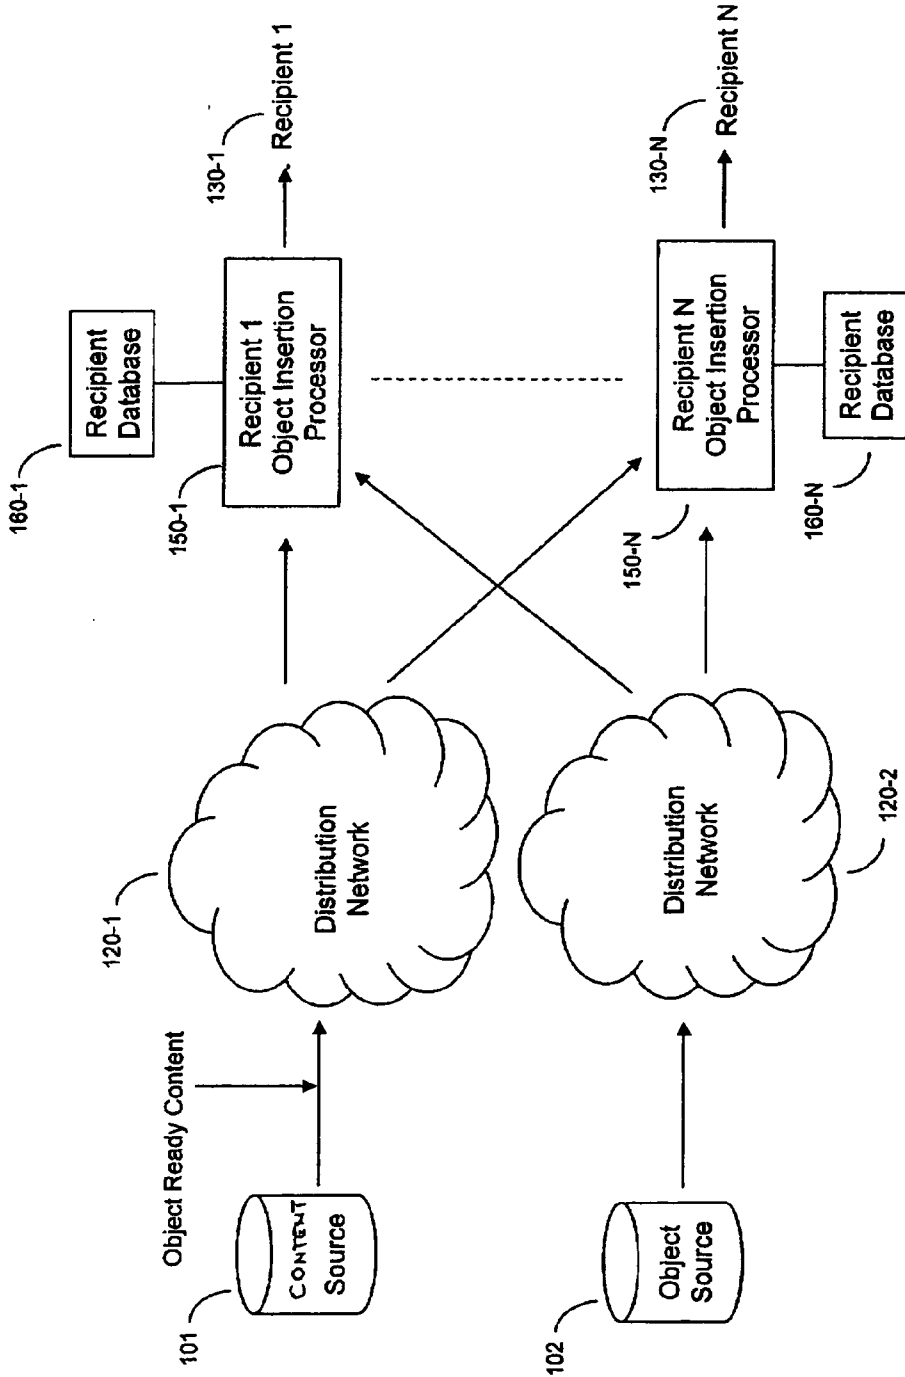 160-1
Recipient
Database
150-1
Recipient 1
Object Insertion
Processor
130-1
Recipient 1
120-1
Distribution
Network
Object Ready Content
101
CONTENT
Source
102
Object
Source
Distribution
Network
120-2
150-N
Recipient N
Object Insertion
Processor
130-N
Recipient N
160-N
Recipient
Database